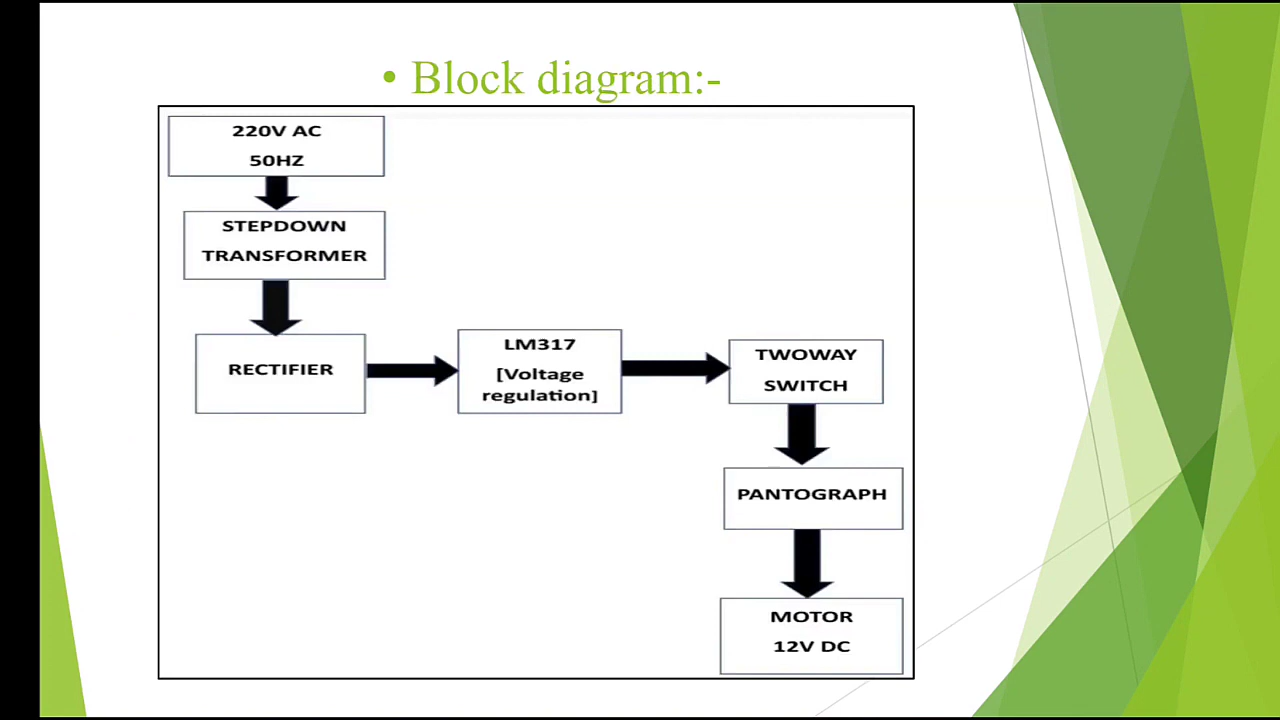 • Block diagram:-
220V AC
50HZ
STEPDOWN
TRANSFORMER
RECTIFIER
LM317
[Voltage
regulation]
TWOWAY
SWITCH
PANTOGRAPH
MOTOR
12V DC